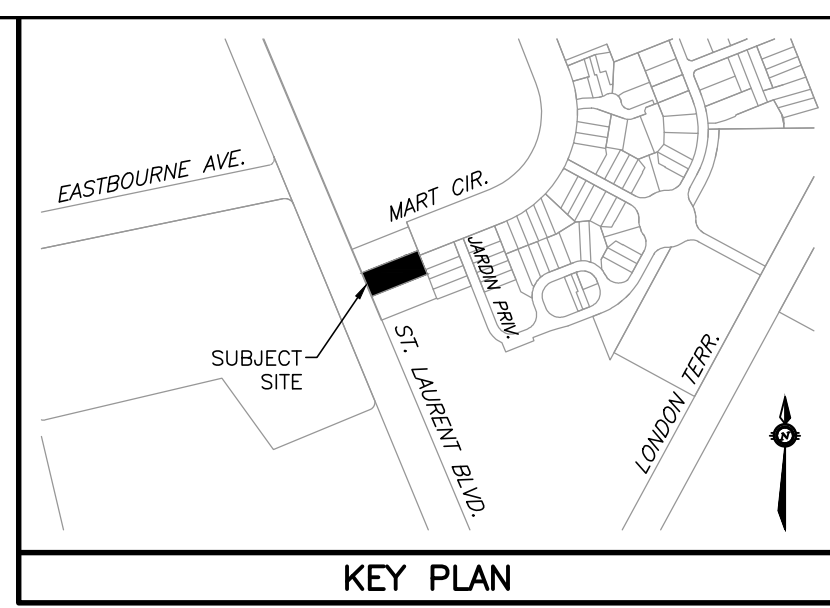 EASTBOURNE AVE.
MART CIR.
JARDIN PRIV.
SUBJECT
SITE
ST. LAURENT BLVD.
LONDON TERR.
N
KEY PLAN